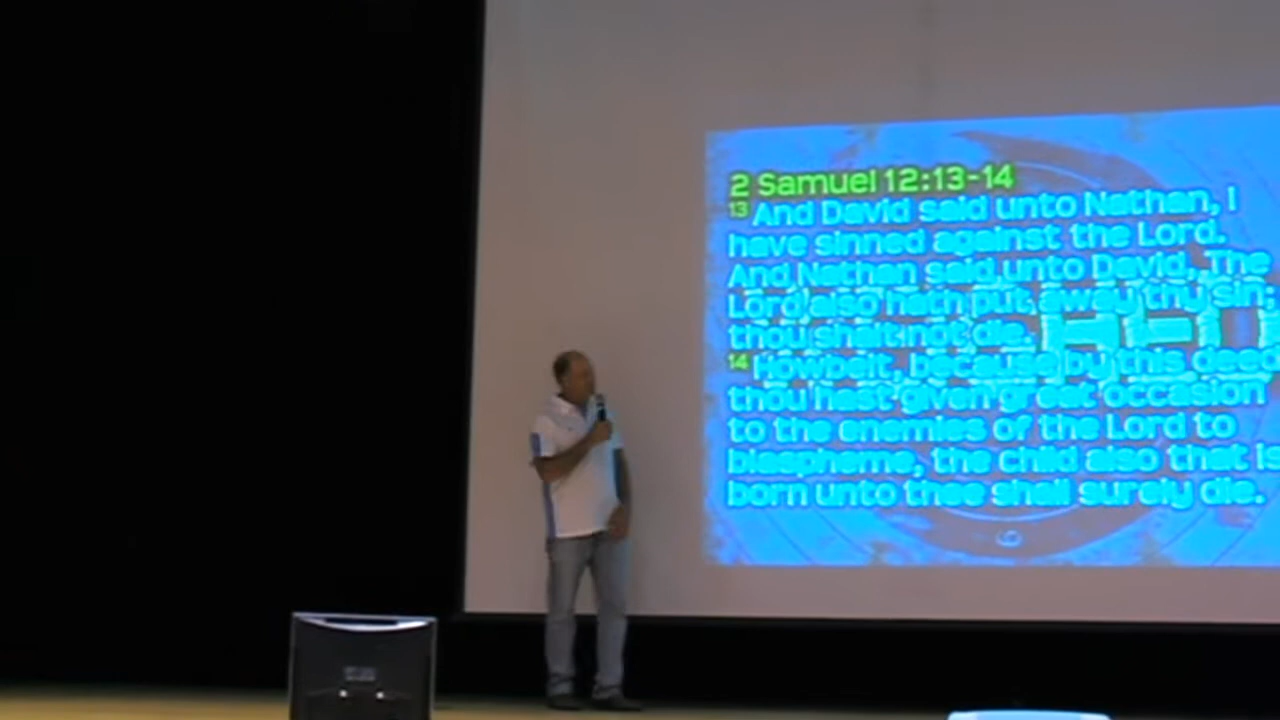 2 Samuel 12:13-14
13 And David said unto Nathan, I
have sinned against the Lord.
And Nathan said unto David, The
Lord also hath put away thy sin;
thou shalt not die.
14 Howbeit, because by this deed
thou hast given great occasion
to the enemies of the Lord to
blaspheme, the child also that is
born unto thee shall surely die.